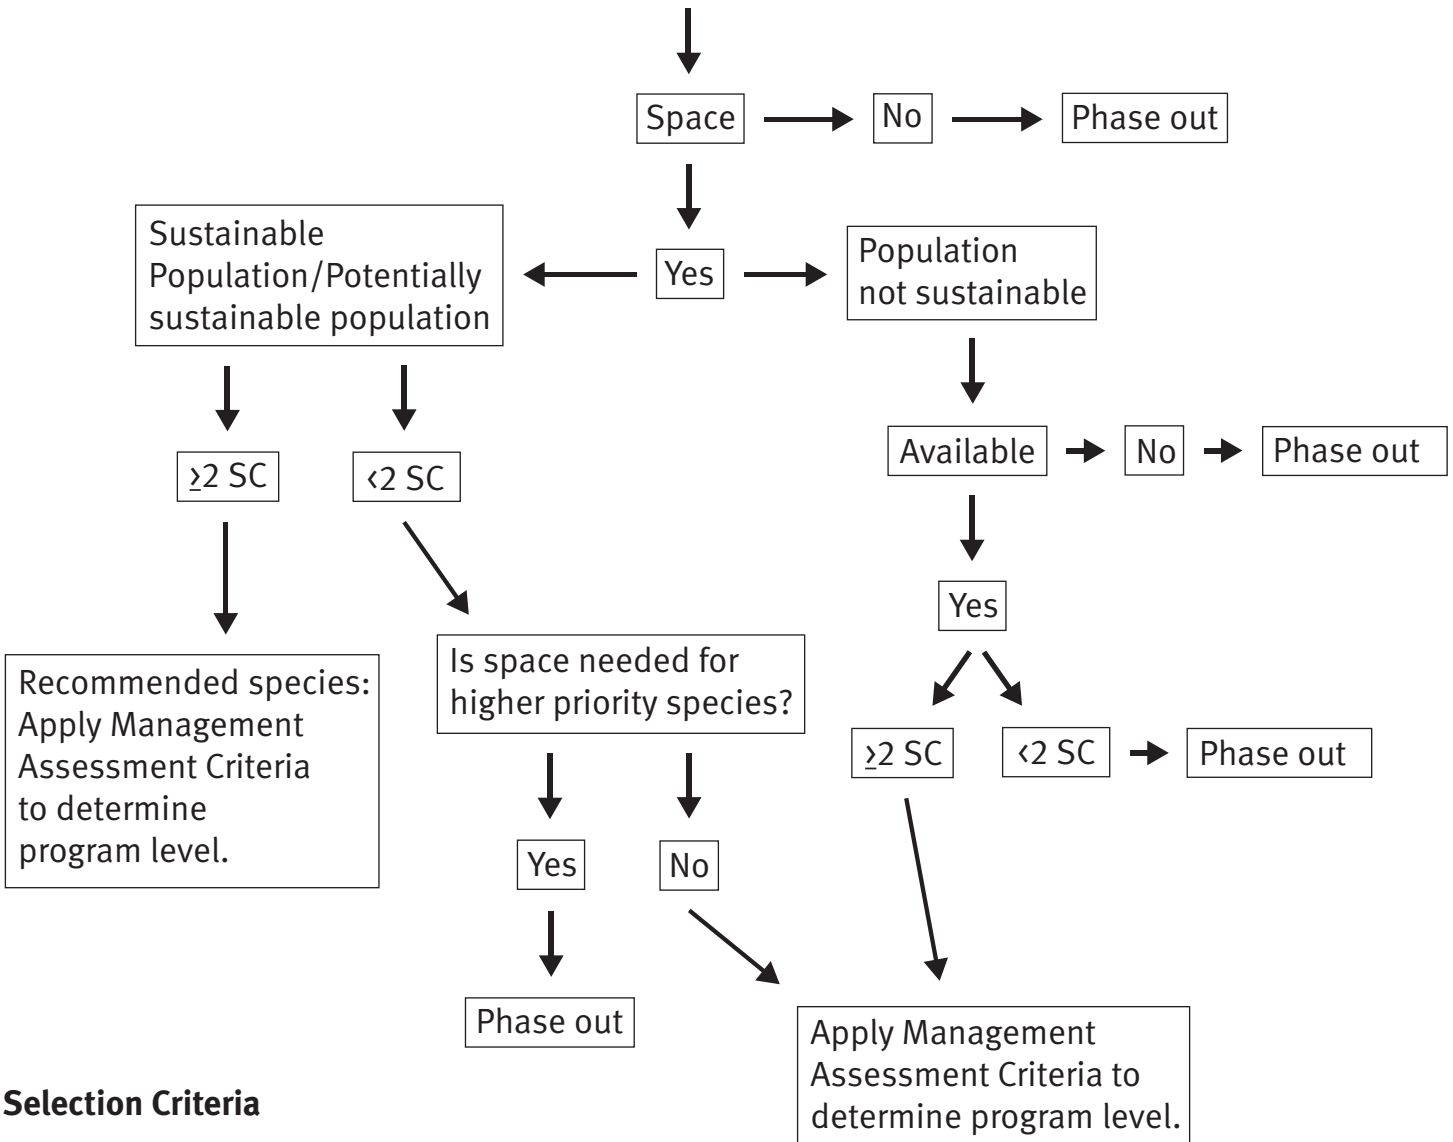 Space
No
Phase out
Sustainable
Population/Potentially
sustainable population
Yes
Population
not sustainable
≥2 SC
<2 SC
Available
No
Phase out
Yes
Recommended species:
Apply Management
Assessment Criteria
to determine
program level.
Is space needed for
higher priority species?
≥2 SC
<2 SC
Phase out
Yes
No
Phase out
Apply Management
Assessment Criteria to
determine program level.
Selection Criteria